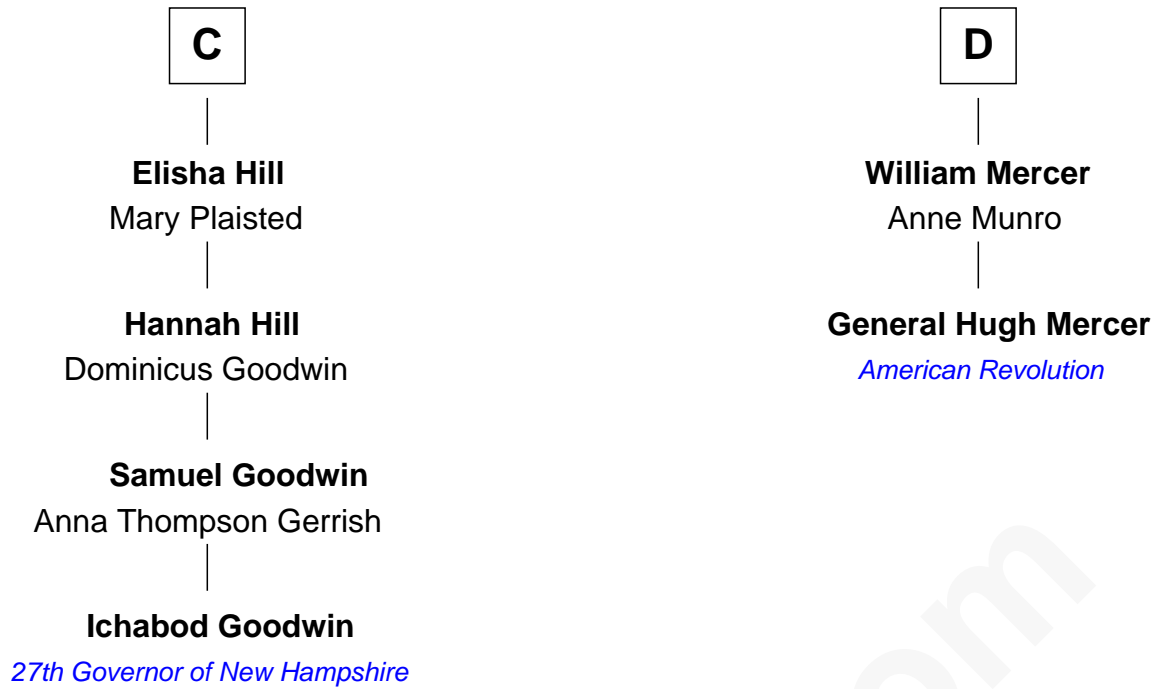 C
Elisha Hill
Mary Plaisted
Hannah Hill
Dominicus Goodwin
Samuel Goodwin
Anna Thompson Gerrish
Ichabod Goodwin
27th Governor of New Hampshire
D
William Mercer
Anne Munro
General Hugh Mercer
American Revolution
om